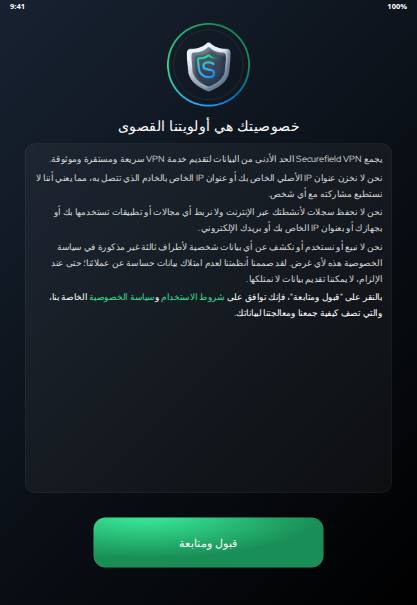 9:41
100%
خصوصيتك هي أولويتنا القصوى
يجمع Securefield VPN الحد الأدنى من البيانات لتقديم خدمة VPN سريعة ومستقرة وموثوقة.
نحن لا نخزن عنوان IP الأصلي الخاص بك أو عنوان IP الخاص بالخادم الذي تتصل به، مما يعني أننا لا
نستطيع مشاركته مع أي شخص.
نحن لا نحفظ سجلات لأنشطتك عبر الإنترنت ولا نربط أي مجالات أو تطبيقات تستخدمها بك أو
بجهازك أو بعنوان IP الخاص بك أو بريدك الإلكتروني.
نحن لا نبيع أو نستخدم أو نكشف عن أي بيانات شخصية لأطراف ثالثة غير مذكورة في سياسة
الخصوصية هذه لأي غرض. لقد صممنا أنظمتنا لعدم امتلاك بيانات حساسة عن عملائنا؛ حتى عند
الإلزام، لا يمكننا تقديم بيانات لا نمتلكها.
بالنقر على "قبول ومتابعة"، فإنك توافق على شروط الاستخدام وسياسة الخصوصية الخاصة بنا،
والتي تصف كيفية جمعنا ومعالجتنا لبياناتك.
قبول ومتابعة